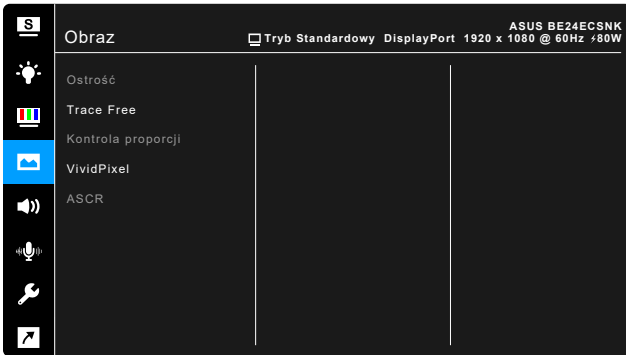 S
ASUS BE24ECSNK
Obraz
Tryb Standardowy DisplayPort 1920 x 1080 @ 60Hz ⚡80W
Ostrość
Trace Free
Kontrola proporcji
VividPixel
ASCR